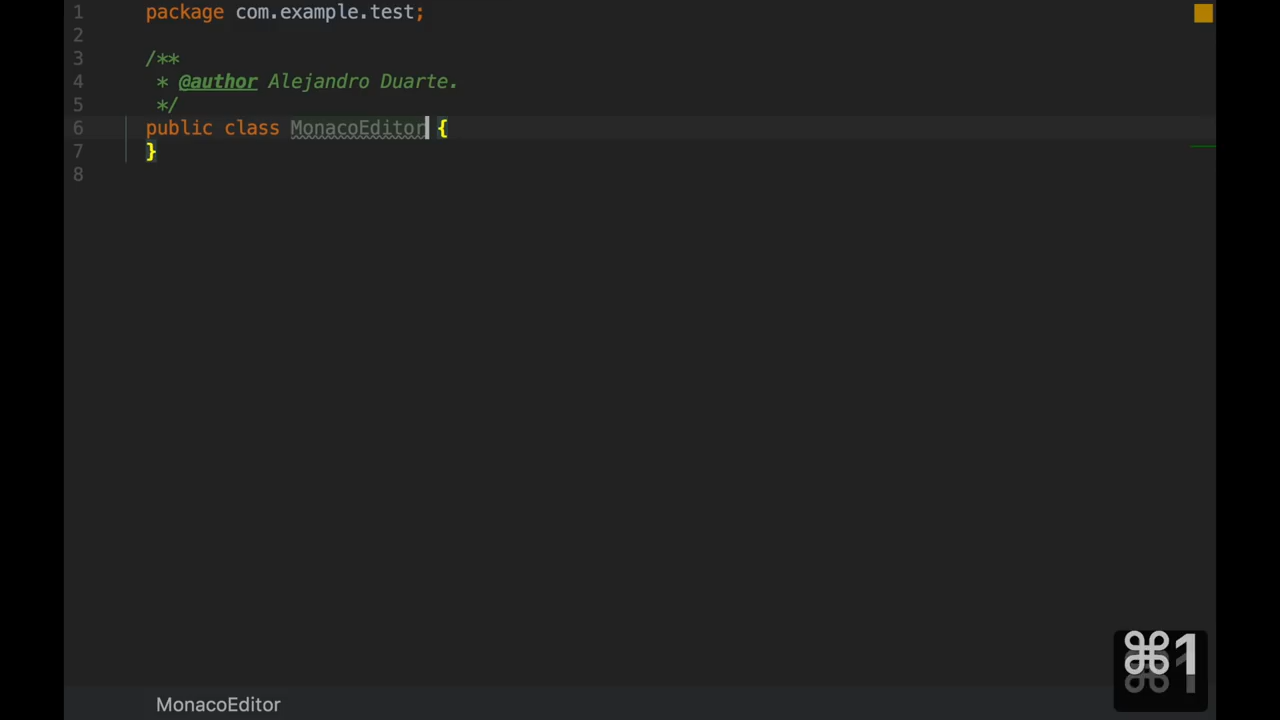 1 package com.example.test;
2
3 /**
4 * @author Alejandro Duarte.
5 */
6 public class MonacoEditor {
7 }
8
⌘1
MonacoEditor